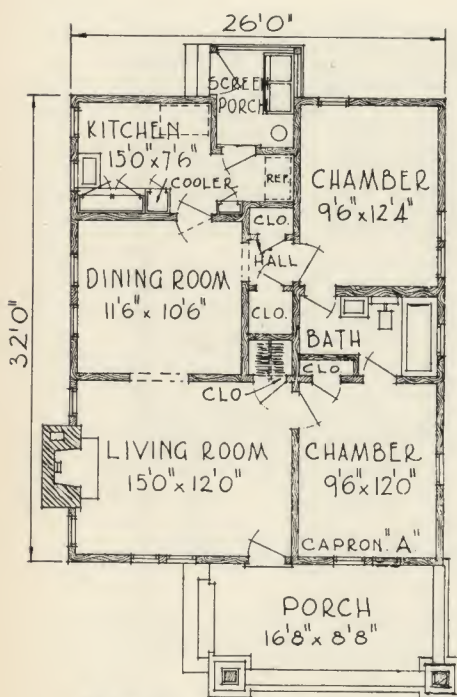 26'0"
SCREEN
PORCH
KITCHEN
15'0"x7'6"
COOLER
REF.
CHAMBER
9'6"x12'4"
CLO.
HALL
DINING ROOM
11'6"x10'6"
CLO.
BATH
32'0"
CLO
CLO.
LIVING ROOM
15'0"x12'0"
CHAMBER
9'6"x12'0"
CAPRON."A"
PORCH
16'8"x8'8"